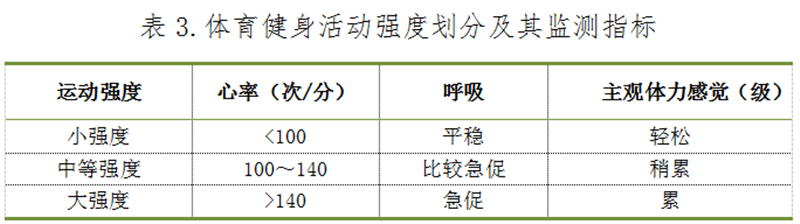 表 3.体育健身活动强度划分及其监测指标
运动强度 心率（次/分） 呼吸 主观体力感觉（级）
小强度 <100 平稳 轻松
中等强度 100～140 比较急促 稍累
大强度 >140 急促 累